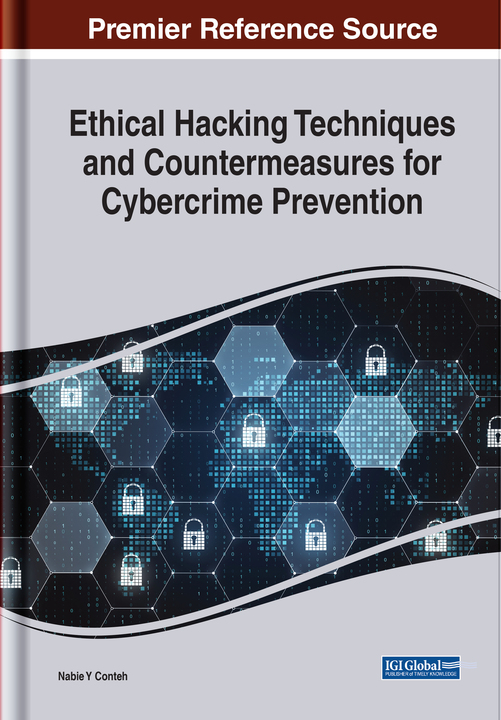 Premier Reference Source
Ethical Hacking Techniques
and Countermeasures for
Cybercrime Prevention
Nabie Y Conteh
IGI Global
PUBLISHER of TIMELY KNOWLEDGE